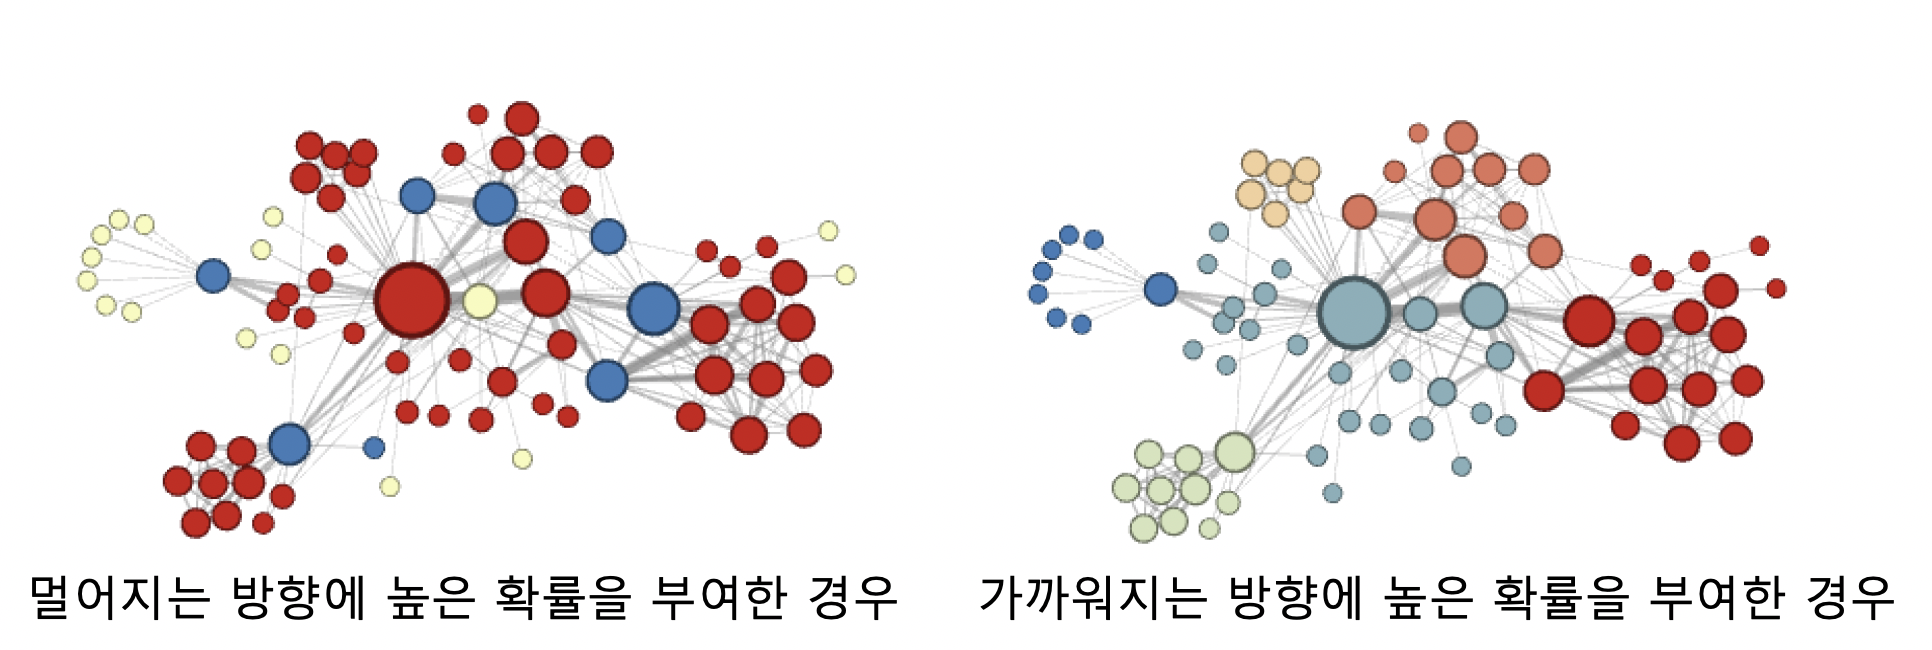 멀어지는 방향에 높은 확률을 부여한 경우
가까워지는 방향에 높은 확률을 부여한 경우